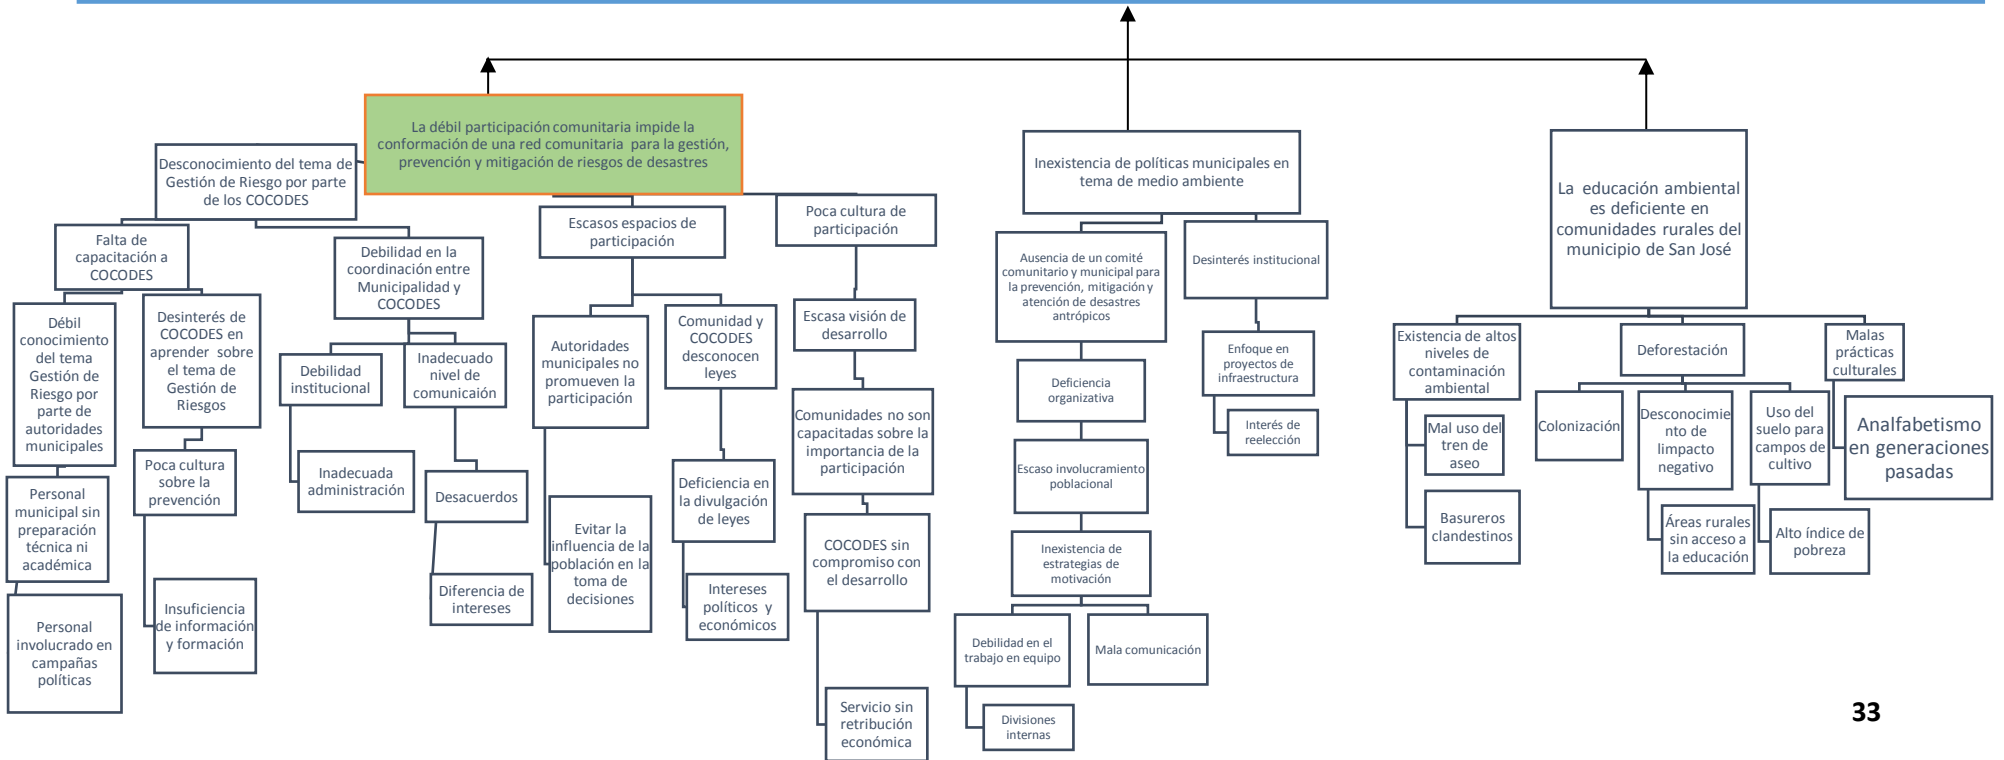 La débil participación comunitaria impide la
conformación de una red comunitaria para la gestión,
prevención y mitigación de riesgos de desastres
Desconocimiento del tema de
Gestión de Riesgo por parte
de los COCODES
Falta de
capacitación a
COCODES
Débil
conocimiento
del tema
Gestión de
Riesgo por
parte de
autoridades
municipales
Personal
municipal sin
preparación
técnica ni
académica
Personal
involucrado en
campañas
políticas
Desinterés de
COCODES en
aprender sobre
el tema de
Gestión de
Riesgos
Poca cultura
sobre la
prevención
Insuficiencia
de información
y formación
Debilidad en la
coordinación entre
Municipalidad y
COCODES
Debilidad
institucional
Inadecuada
administración
Inadecuado
nivel de
comunicaión
Desacuerdos
Diferencia de
intereses
Escasos espacios de
participación
Autoridades
municipales no
promueven la
participación
Evitar la
influencia de la
población en la
toma de
decisiones
Comunidad y
COCODES
desconocen
leyes
Deficiencia en
la divulgación
de leyes
Intereses
políticos y
económicos
Poca cultura de
participación
Escasa visión de
desarrollo
Comunidades no son
capacitadas sobre la
importancia de la
participación
COCODES sin
compromiso con
el desarrollo
Servicio sin
retribución
económica
Inexistencia de políticas municipales en
tema de medio ambiente
Ausencia de un comité
comunitario y municipal para
la prevención, mitigación y
atención de desastres
antrópicos
Deficiencia
organizativa
Escaso involucramiento
poblacional
Inexistencia de
estrategias de
motivación
Debilidad en el
trabajo en equipo
Divisiones
internas
Mala comunicación
Desinterés institucional
Enfoque en
proyectos de
infraestructura
Interés de
reelección
La educación ambiental
es deficiente en
comunidades rurales del
municipio de San José
Existencia de altos
niveles de
contaminación
ambiental
Mal uso del
tren de
aseo
Basureros
clandestinos
Deforestación
Colonización
Desconocimie
nto de
limpacto
negativo
Áreas rurales
sin acceso a
la educación
Uso del
suelo para
campos de
cultivo
Alto índice de
pobreza
Malas
prácticas
culturales
Analfabetismo
en generaciones
pasadas
33